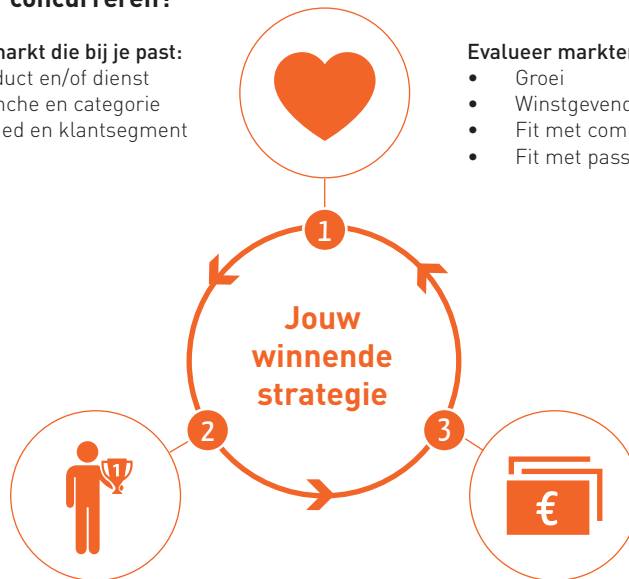 concurreren?
markt die bij je past:
duct en/of dienst
nche en categorie
ed en klantsegment
Evalueer markten
• Groei
• Winstgevend
• Fit met com
• Fit met pass
1
Jouw
winnende
strategie
2
3
1
€